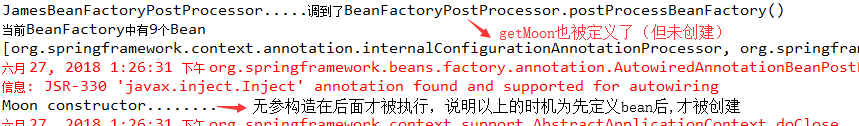 JamesBeanFactoryPostProcessor.....调到了BeanFactoryPostProcessor.postProcessBeanFactory()
当前BeanFactory中有9个Bean
getMoon也被定义了（但未创建）
[org.springframework.context.annotation.internalConfigurationAnnotationProcessor, org.springfram
六月 27, 2018 1:26:31 下午 org.springframework.beans.factory.annotation.AutowiredAnnotationBeanPostP
信息: JSR-330 'javax.inject.Inject' annotation found and supported for autowiring
Moon constructor........
无参构造在后面才被执行，说明以上的时机为先定义bean后,才被创建
六月 27, 2018 1:26:31 下午 org.springframework.context.support.AbstractApplicationContext doClose